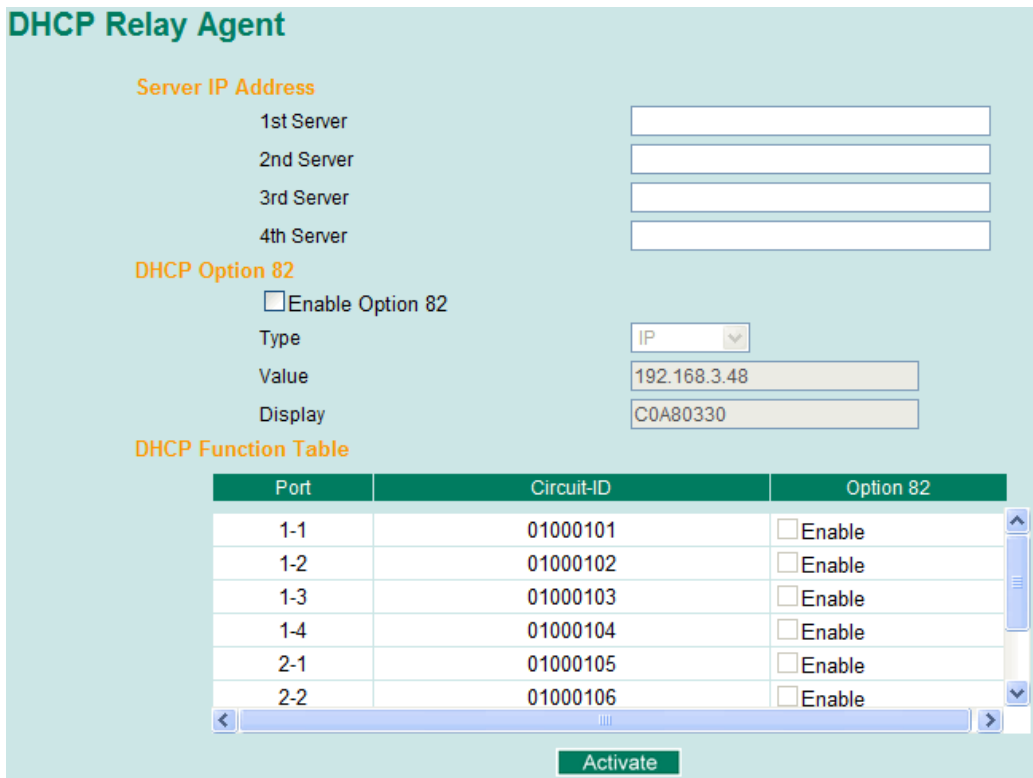 DHCP Relay Agent
Server IP Address
1st Server
2nd Server
3rd Server
4th Server
DHCP Option 82
Enable Option 82
Type IP
Value 192.168.3.48
Display C0A80330
DHCP Function Table
Port Circuit-ID Option 82
1-1 01000101 Enable
1-2 01000102 Enable
1-3 01000103 Enable
1-4 01000104 Enable
2-1 01000105 Enable
2-2 01000106 Enable
Activate